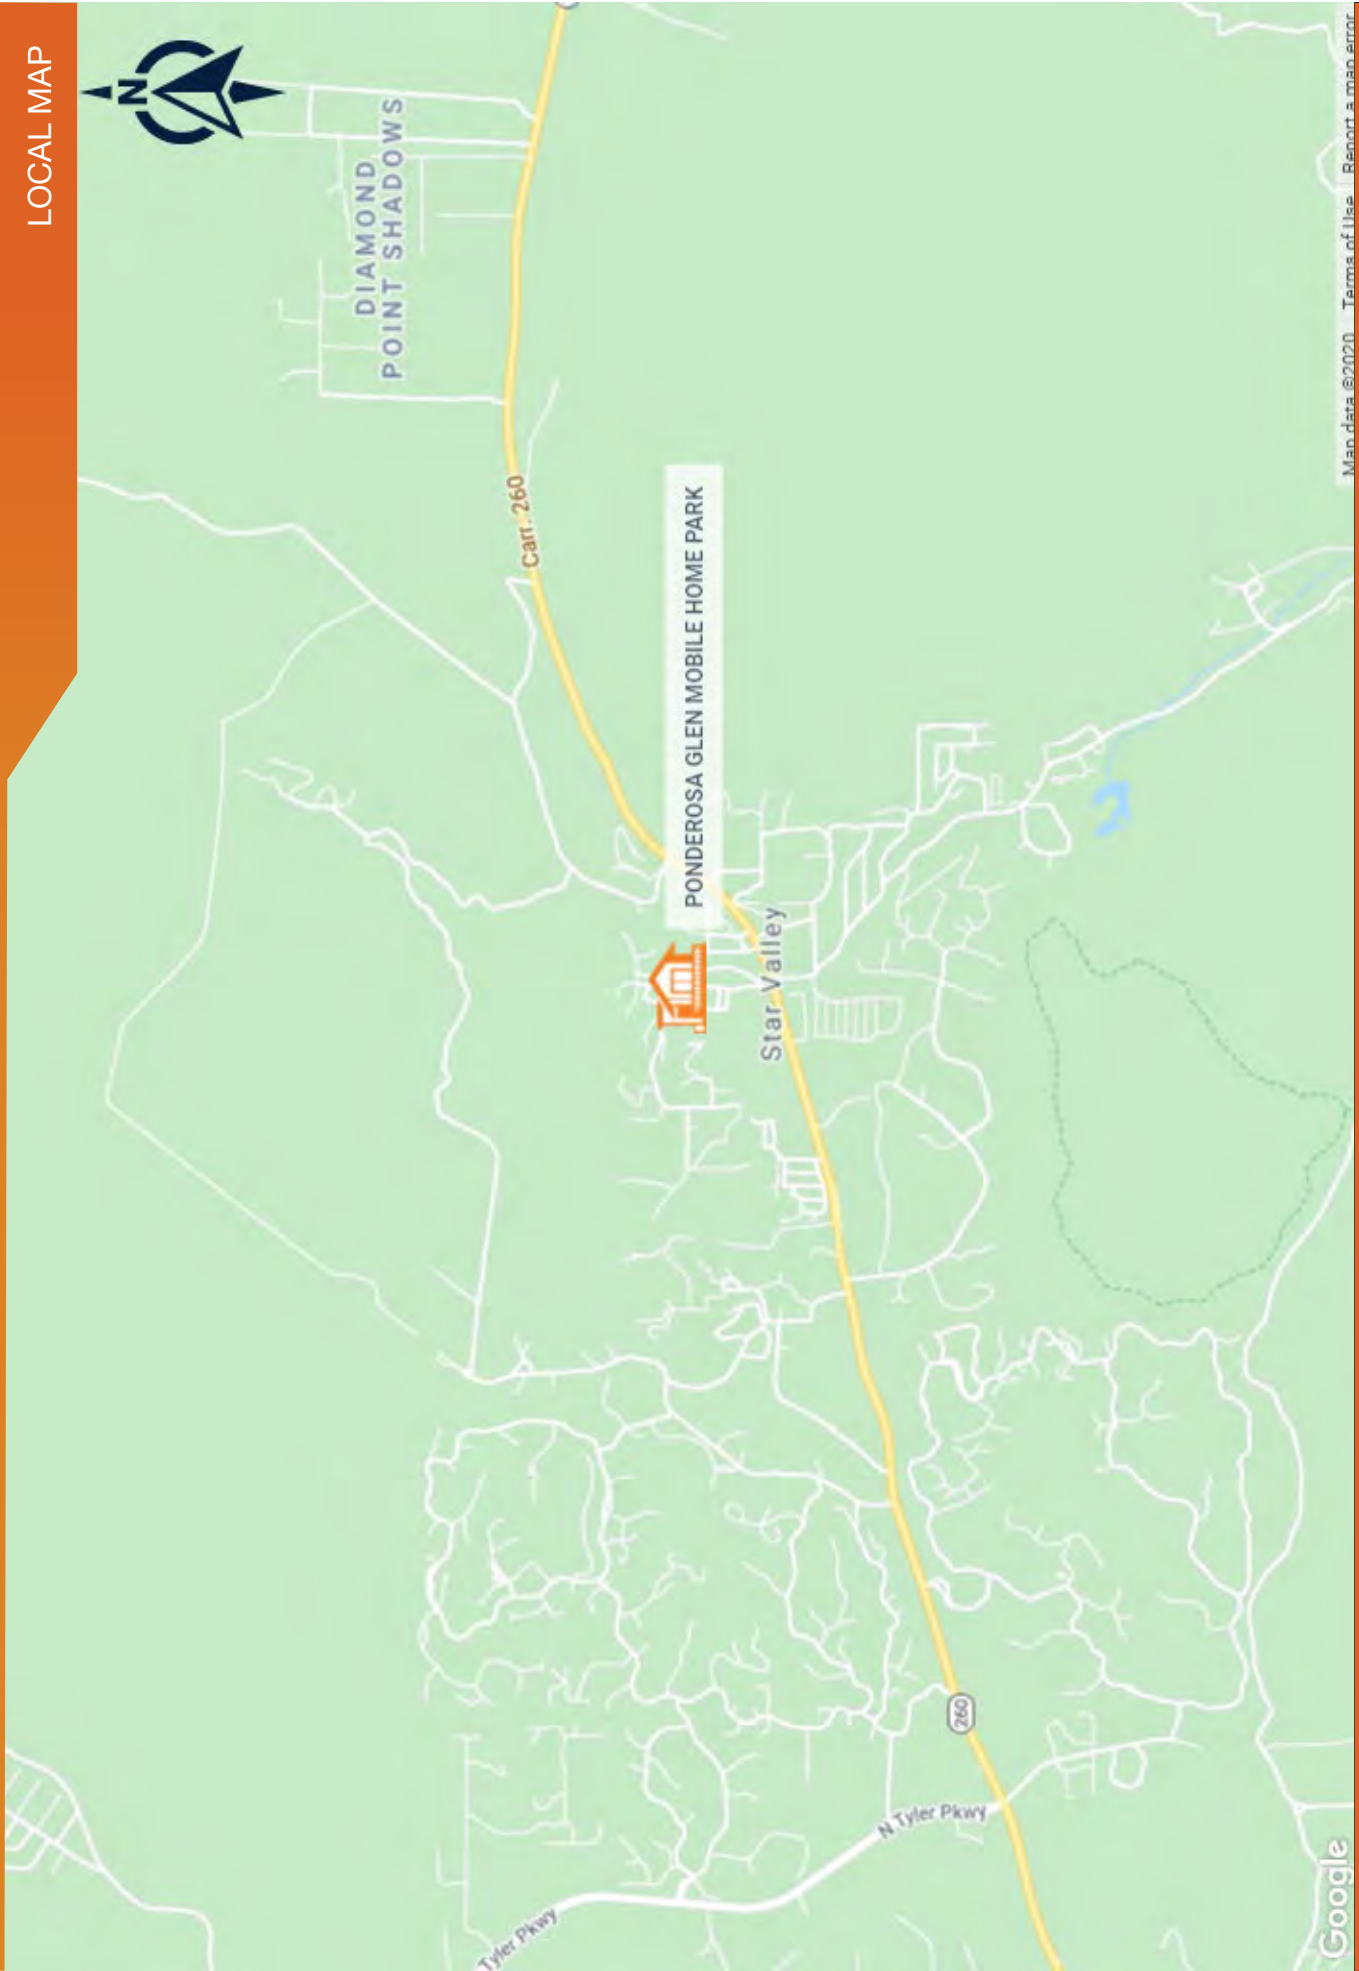 LOCAL MAP
N
DIAMOND
POINT SHADOWS
Carr. 260
PONDEROSA GLEN MOBILE HOME PARK
Star Valley
260
N Tyler Pkwy
Tyler Pkwy
Google
Map data ©2020 Terms of Use Report a map error